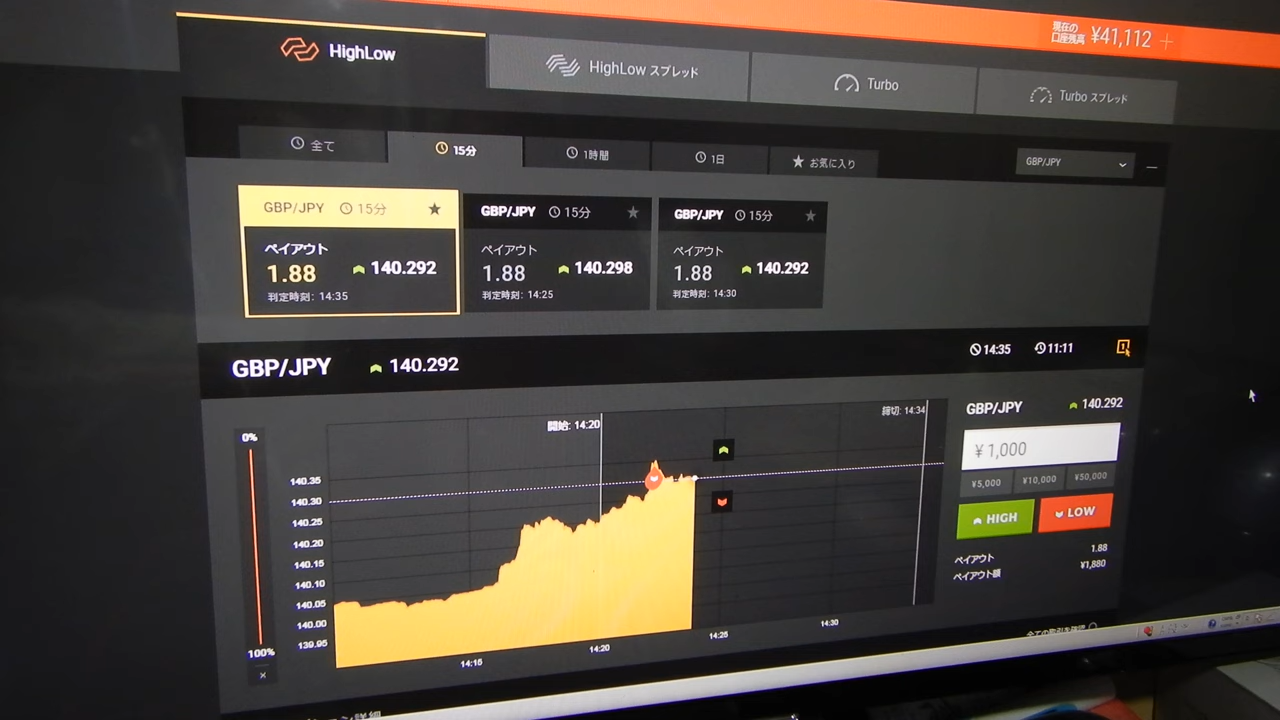 現在の
口座残高 ¥41,112 +
HighLow
HighLow スプレッド
Turbo
Turbo スプレッド
全て
15分
1時間
1日
お気に入り
GBP/JPY
GBP/JPY 15分
ペイアウト
1.88 140.292
判定時刻: 14:35
GBP/JPY 15分
ペイアウト
1.88 140.298
判定時刻: 14:25
GBP/JPY 15分
ペイアウト
1.88 140.292
判定時刻: 14:30
GBP/JPY 140.292
14:35 11:11
0%
100%
×
開始: 14:20
締切: 14:34
140.35
140.30
140.25
140.20
140.15
140.10
140.05
140.00
139.95
14:15
14:20
14:25
14:30
GBP/JPY 140.292
¥ 1,000
¥5,000 ¥10,000 ¥50,000
HIGH LOW
ペイアウト 1.88
ペイアウト額 ¥1,880
全ての取引を確認